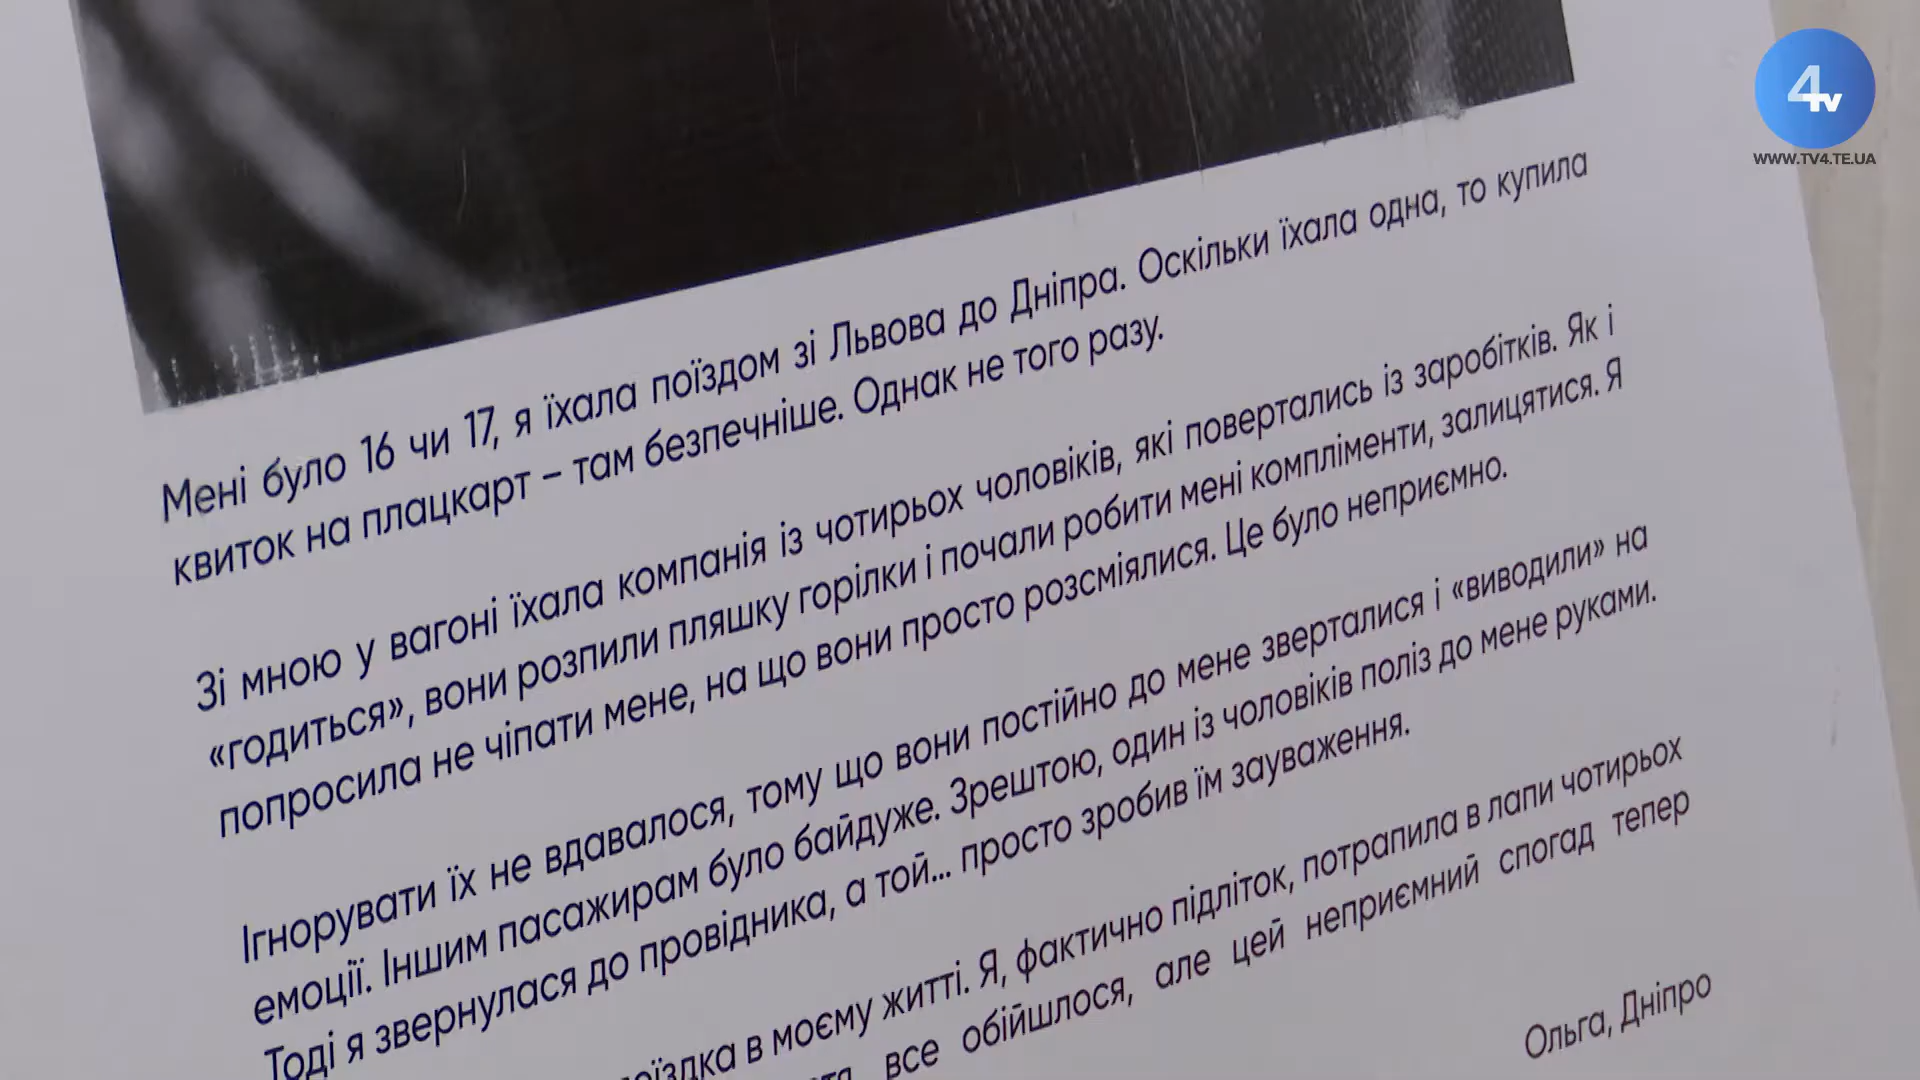 4tv
WWW.TV4.TE.UA
Мені було 16 чи 17, я їхала поїздом зі Львова до Дніпра. Оскільки їхала одна, то купила
квиток на плацкарт – там безпечніше. Однак не того разу.
Зі мною у вагоні їхала компанія із чотирьох чоловіків, які повертались із заробітків. Як і
«годиться», вони розпили пляшку горілки і почали робити мені компліменти, залицятися. Я
попросила не чіпати мене, на що вони просто розсміялися. Це було неприємно.
Ігнорувати їх не вдавалося, тому що вони постійно до мене зверталися і «виводили» на
емоції. Іншим пасажирам було байдуже. Зрештою, один із чоловіків поліз до мене руками.
Тоді я звернулася до провідника, а той... просто зробив їм зауваження.
в моєму житті. Я, фактично підліток, потрапила в лапи чотирьох
все обійшлося, але цей неприємний спогад тепер
Ольга, Дніпро